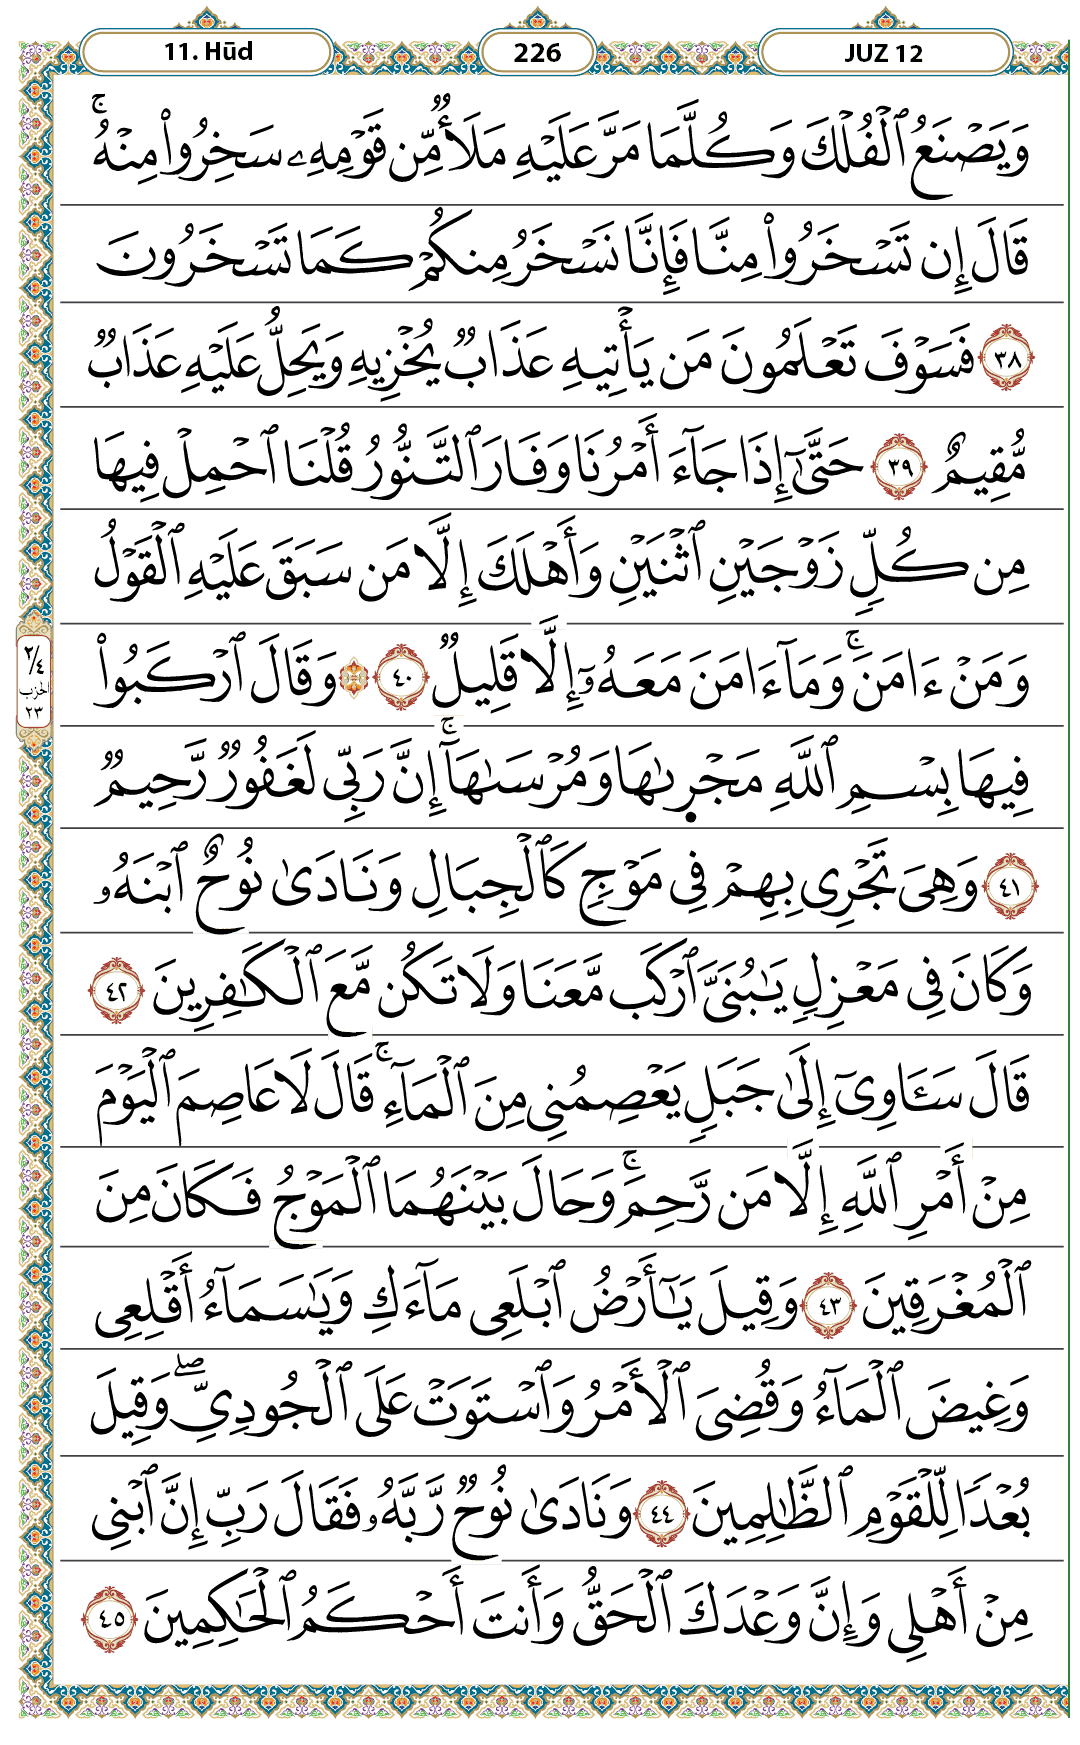 11. Hūd
226
JUZ 12
وَيَصْنَعُ ٱلْفُلْكَ وَكُلَّمَا مَرَّ عَلَيْهِ مَلَأٌ مِّن قَوْمِهِۦ سَخِرُوا۟ مِنْهُ ۚ
قَالَ إِن تَسْخَرُوا۟ مِنَّا فَإِنَّا نَسْخَرُ مِنكُمْ كَمَا تَسْخَرُونَ
٣٨ فَسَوْفَ تَعْلَمُونَ مَن يَأْتِيهِ عَذَابٌ يُخْزِيهِ وَيَحِلُّ عَلَيْهِ عَذَابٌ
مُّقِيمٌ ٣٩ حَتَّىٰٓ إِذَا جَآءَ أَمْرُنَا وَفَارَ ٱلتَّنُّورُ قُلْنَا ٱحْمِلْ فِيهَا
مِن كُلٍّ زَوْجَيْنِ ٱثْنَيْنِ وَأَهْلَكَ إِلَّا مَن سَبَقَ عَلَيْهِ ٱلْقَوْلُ
وَمَنْ ءَامَنَ ۚ وَمَآ ءَامَنَ مَعَهُۥٓ إِلَّا قَلِيلٌ ٤٠ ۞ وَقَالَ ٱرْكَبُوا۟
٢/٤
الحزب
٢٣
فِيهَا بِسْمِ ٱللَّهِ مَجْر۪ىٰهَا وَمُرْسَىٰهَآ ۚ إِنَّ رَبِّى لَغَفُورٌ رَّحِيمٌ
٤١ وَهِىَ تَجْرِى بِهِمْ فِى مَوْجٍ كَٱلْجِبَالِ وَنَادَىٰ نُوحٌ ٱبْنَهُۥ
وَكَانَ فِى مَعْزِلٍ يَـٰبُنَىَّ ٱرْكَب مَّعَنَا وَلَا تَكُن مَّعَ ٱلْكَـٰفِرِينَ ٤٢
قَالَ سَـَٔاوِىٓ إِلَىٰ جَبَلٍ يَعْصِمُنِى مِنَ ٱلْمَآءِ ۚ قَالَ لَا عَاصِمَ ٱلْيَوْمَ
مِنْ أَمْرِ ٱللَّهِ إِلَّا مَن رَّحِمَ ۚ وَحَالَ بَيْنَهُمَا ٱلْمَوْجُ فَكَانَ مِنَ
ٱلْمُغْرَقِينَ ٤٣ وَقِيلَ يَـٰٓأَرْضُ ٱبْلَعِى مَآءَكِ وَيَـٰسَمَآءُ أَقْلِعِى
وَغِيضَ ٱلْمَآءُ وَقُضِىَ ٱلْأَمْرُ وَٱسْتَوَتْ عَلَى ٱلْجُودِىِّ ۖ وَقِيلَ
بُعْدًا لِّلْقَوْمِ ٱلظَّـٰلِمِينَ ٤٤ وَنَادَىٰ نُوحٌ رَّبَّهُۥ فَقَالَ رَبِّ إِنَّ ٱبْنِى
مِنْ أَهْلِى وَإِنَّ وَعْدَكَ ٱلْحَقُّ وَأَنتَ أَحْكَمُ ٱلْحَـٰكِمِينَ ٤٥